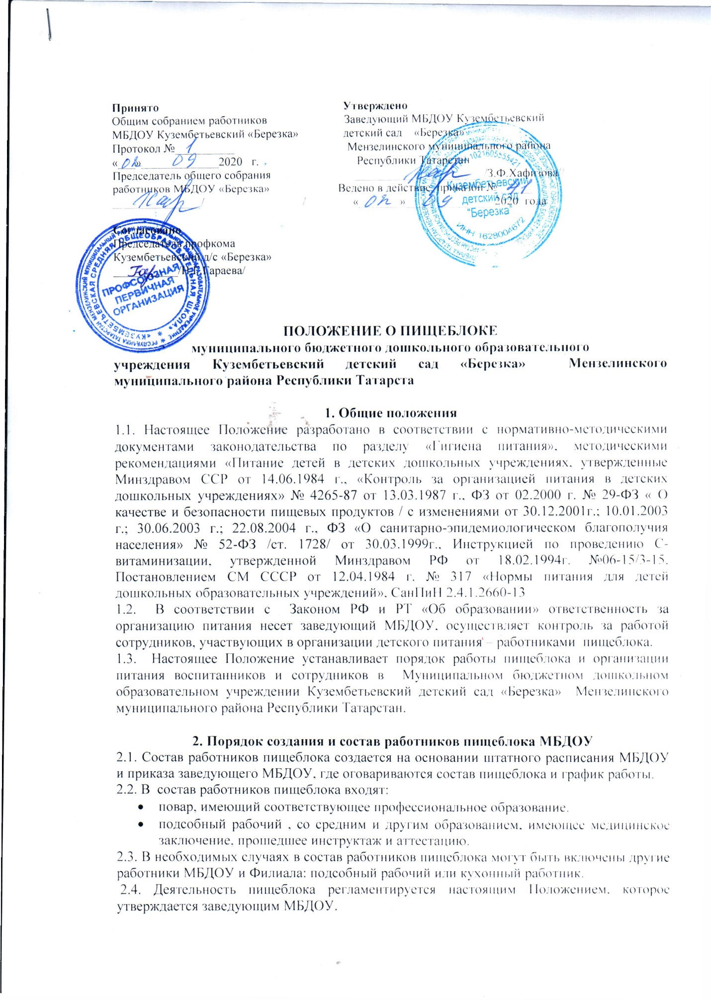 Принято
Общим собранием работников
МБДОУ Кузембетьевский «Березка»
Протокол № 1
« 02 » 09 2020 г.
Председатель общего собрания
работников МБДОУ «Березка»
/ /
Утверждено
Заведующий МБДОУ Кузембетьевский
детский сад «Березка»
Мензелинского муниципального района
Республики Татарстан
/З.Ф.Хафизова/
Ведено в действие приказом № 41
« 02 » 09 2020 года
Кузембетьевский
детский сад
"Березка"
ИНН 1628004672
Согласовано
Председатель профкома
Кузембетьевский д/с «Березка»
/Н.Г.Гараева/
ПРОФСОЮЗНАЯ
ПЕРВИЧНАЯ
ОРГАНИЗАЦИЯ
ПОЛОЖЕНИЕ О ПИЩЕБЛОКЕ
муниципального бюджетного дошкольного образовательного
учреждения Кузембетьевский детский сад «Березка» Мензелинского
муниципального района Республики Татарста
1. Общие положения
1.1. Настоящее Положение разработано в соответствии с нормативно-методическими
документами законодательства по разделу «Гигиена питания», методическими
рекомендациями «Питание детей в детских дошкольных учреждениях, утвержденные
Минздравом ССР от 14.06.1984 г., «Контроль за организацией питания в детских
дошкольных учреждениях» № 4265-87 от 13.03.1987 г., ФЗ от 02.2000 г. № 29-ФЗ « О
качестве и безопасности пищевых продуктов / с изменениями от 30.12.2001г.; 10.01.2003
г.; 30.06.2003 г.; 22.08.2004 г., ФЗ «О санитарно-эпидемиологическом благополучия
населения» № 52-ФЗ /ст. 1728/ от 30.03.1999г., Инструкцией по проведению С-
витаминизации, утвержденной Минздравом РФ от 18.02.1994г. №06-15/3-15,
Постановлением СМ СССР от 12.04.1984 г. № 317 «Нормы питания для детей
дошкольных образовательных учреждений», СанПиН 2.4.1.2660-13
1.2. В соответствии с Законом РФ и РТ «Об образовании» ответственность за
организацию питания несет заведующий МБДОУ, осуществляет контроль за работой
сотрудников, участвующих в организации детского питания – работниками пищеблока.
1.3. Настоящее Положение устанавливает порядок работы пищеблока и организации
питания воспитанников и сотрудников в Муниципальном бюджетном дошкольном
образовательном учреждении Кузембетьевский детский сад «Березка» Мензелинского
муниципального района Республики Татарстан.
2. Порядок создания и состав работников пищеблока МБДОУ
2.1. Состав работников пищеблока создается на основании штатного расписания МБДОУ
и приказа заведующего МБДОУ, где оговариваются состав пищеблока и график работы.
2.2. В состав работников пищеблока входят:
• повар, имеющий соответствующее профессиональное образование.
• подсобный рабочий , со средним и другим образованием, имеющее медицинское
заключение, прошедшее инструктаж и аттестацию.
2.3. В необходимых случаях в состав работников пищеблока могут быть включены другие
работники МБДОУ и Филиала: подсобный рабочий или кухонный работник.
2.4. Деятельность пищеблока регламентируется настоящим Положением, которое
утверждается заведующим МБДОУ.